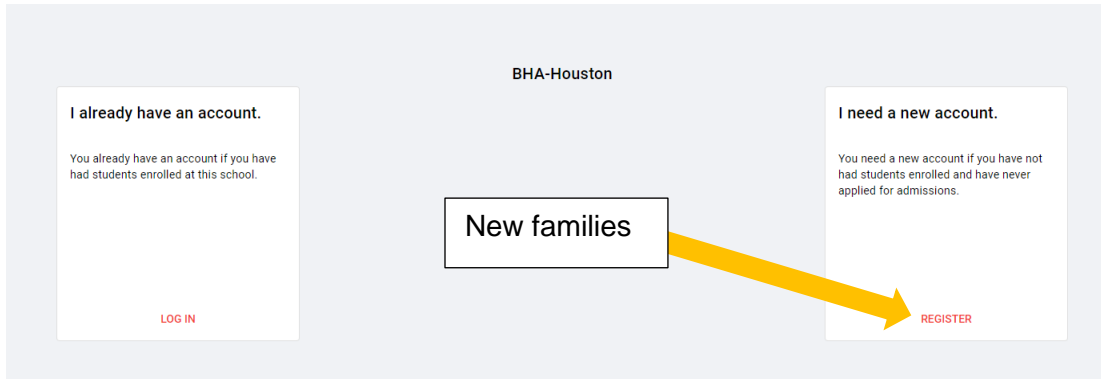 BHA-Houston
I already have an account.
You already have an account if you have
had students enrolled at this school.
LOG IN
New families
I need a new account.
You need a new account if you have not
had students enrolled and have never
applied for admissions.
REGISTER